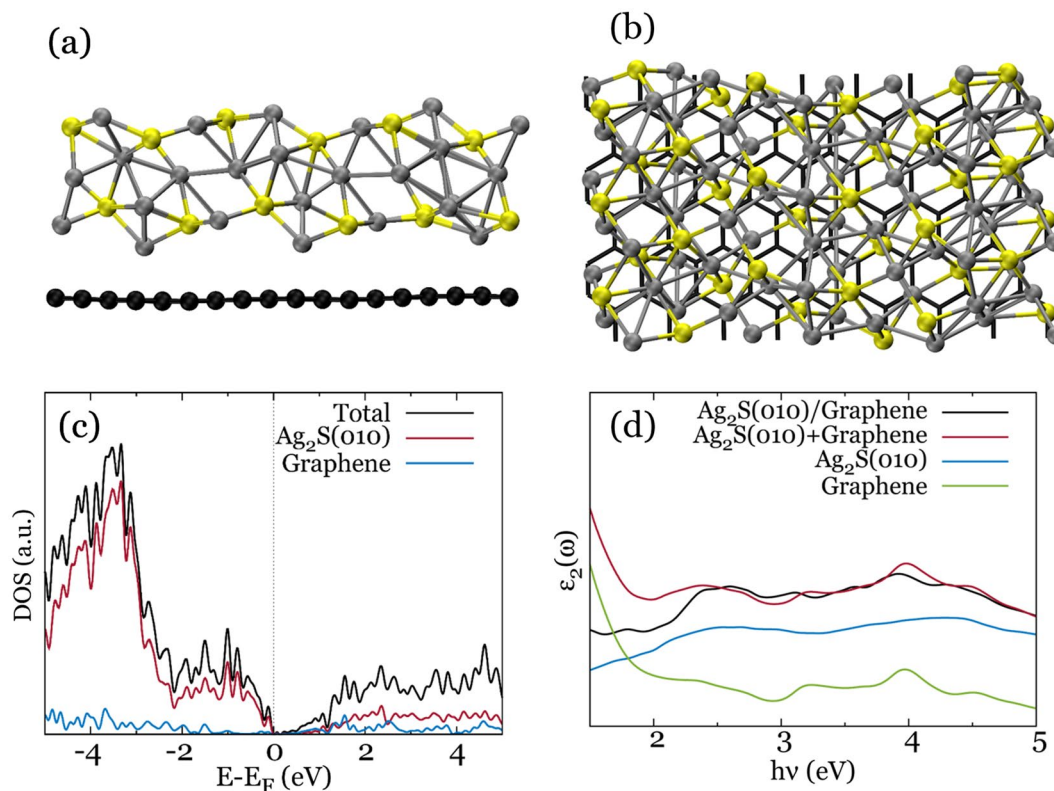 (a)
(b)
(c)
Total
Ag₂S(010)
Graphene
DOS (a.u.)
-4
-2
0
2
4
E-E_F (eV)
(d)
Ag₂S(010)/Graphene
Ag₂S(010)+Graphene
Ag₂S(010)
Graphene
ε₂(ω)
2
3
4
5
hν (eV)